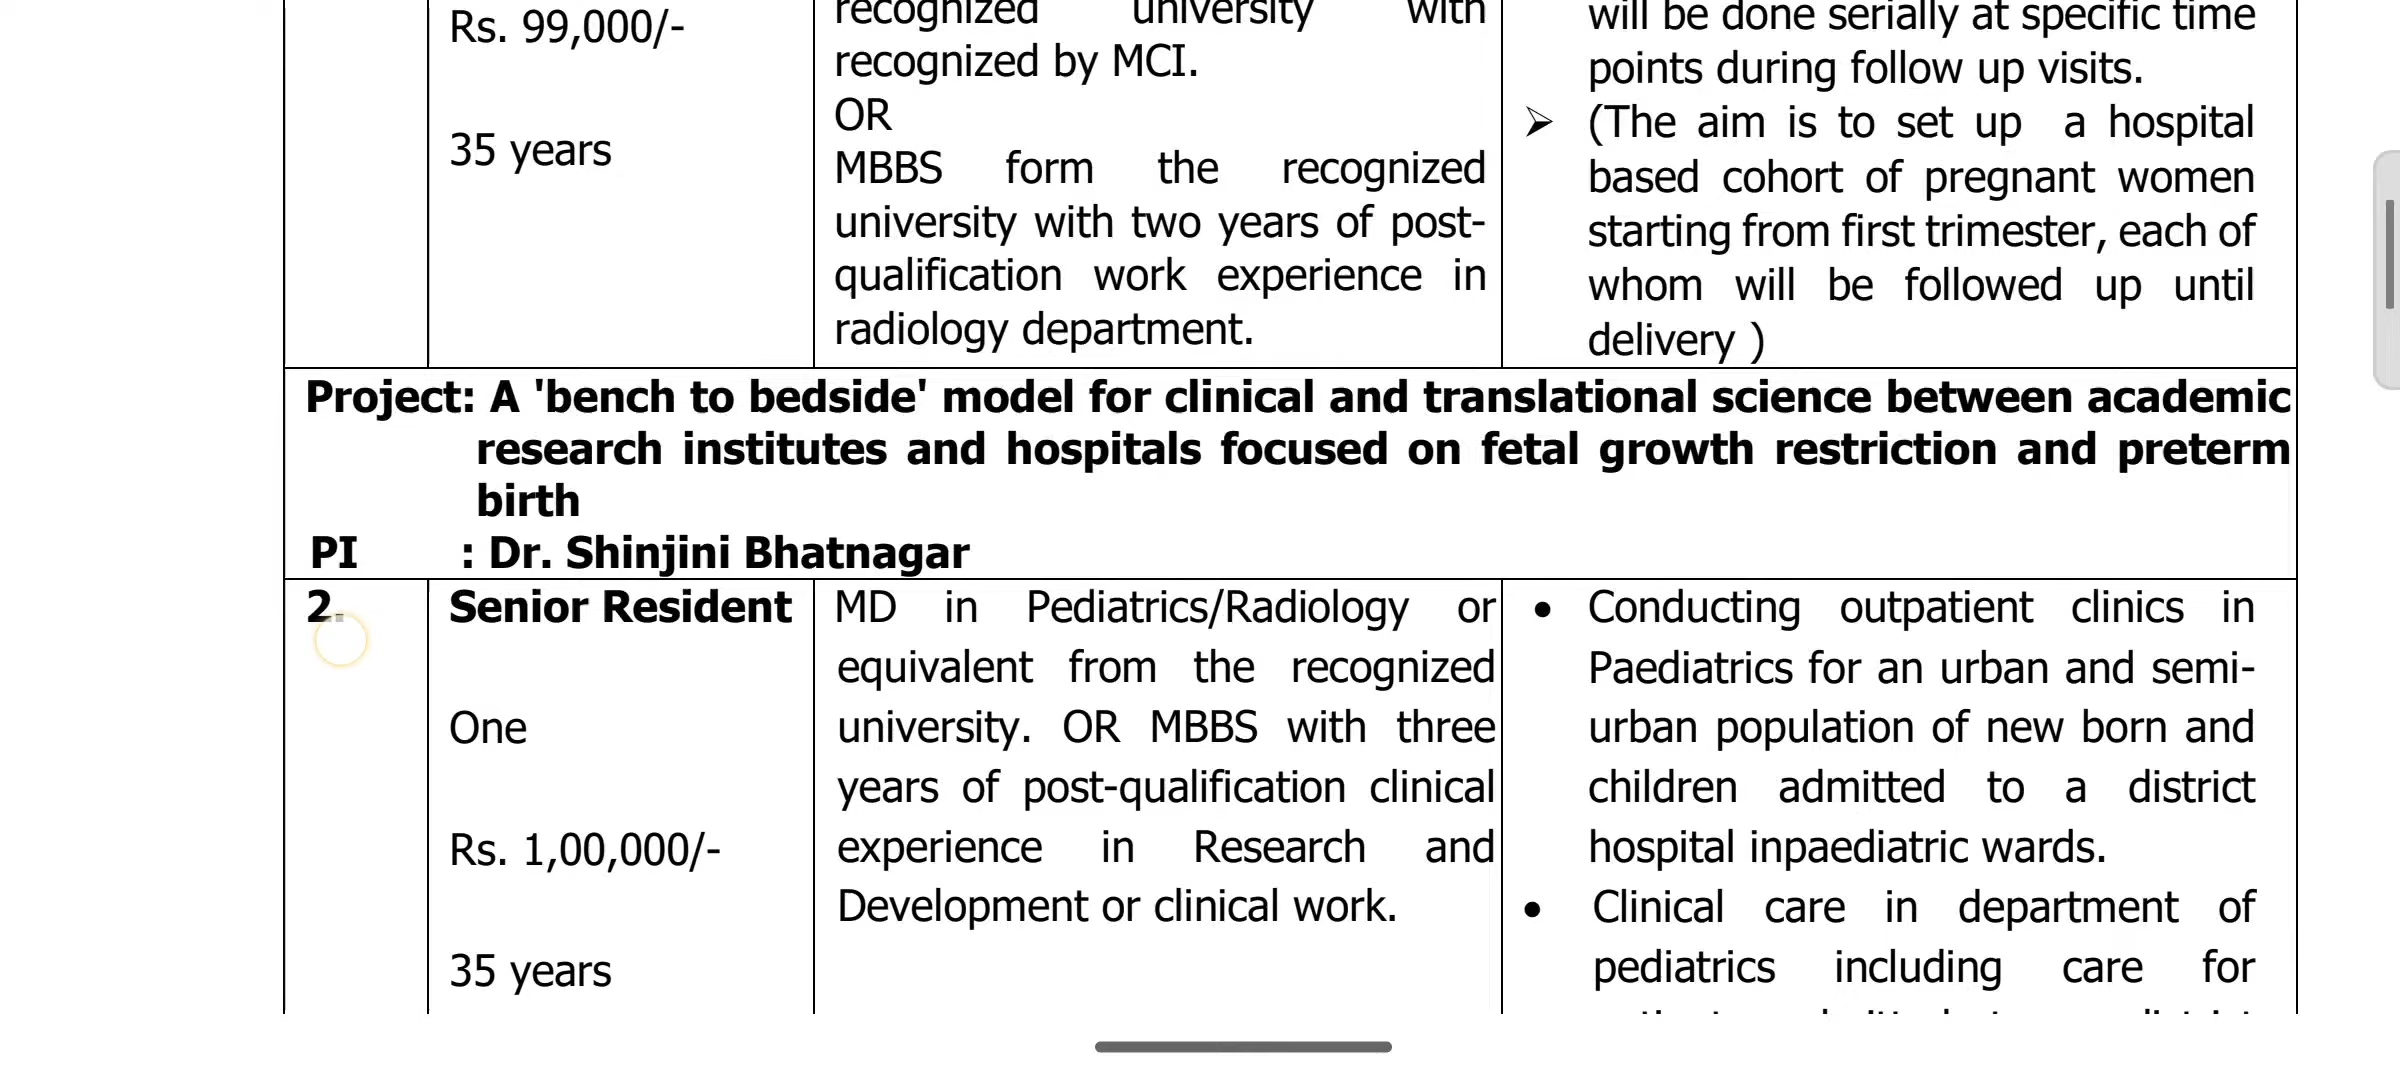 Rs. 99,000/-
35 years
recognized university with
recognized by MCI.
OR
MBBS form the recognized
university with two years of post-
qualification work experience in
radiology department.
will be done serially at specific time
points during follow up visits.
➢ (The aim is to set up a hospital
based cohort of pregnant women
starting from first trimester, each of
whom will be followed up until
delivery )
Project: A 'bench to bedside' model for clinical and translational science between academic
research institutes and hospitals focused on fetal growth restriction and preterm
birth
PI : Dr. Shinjini Bhatnagar
2.
Senior Resident
One
Rs. 1,00,000/-
35 years
MD in Pediatrics/Radiology or
equivalent from the recognized
university. OR MBBS with three
years of post-qualification clinical
experience in Research and
Development or clinical work.
• Conducting outpatient clinics in
Paediatrics for an urban and semi-
urban population of new born and
children admitted to a district
hospital inpaediatric wards.
• Clinical care in department of
pediatrics including care for